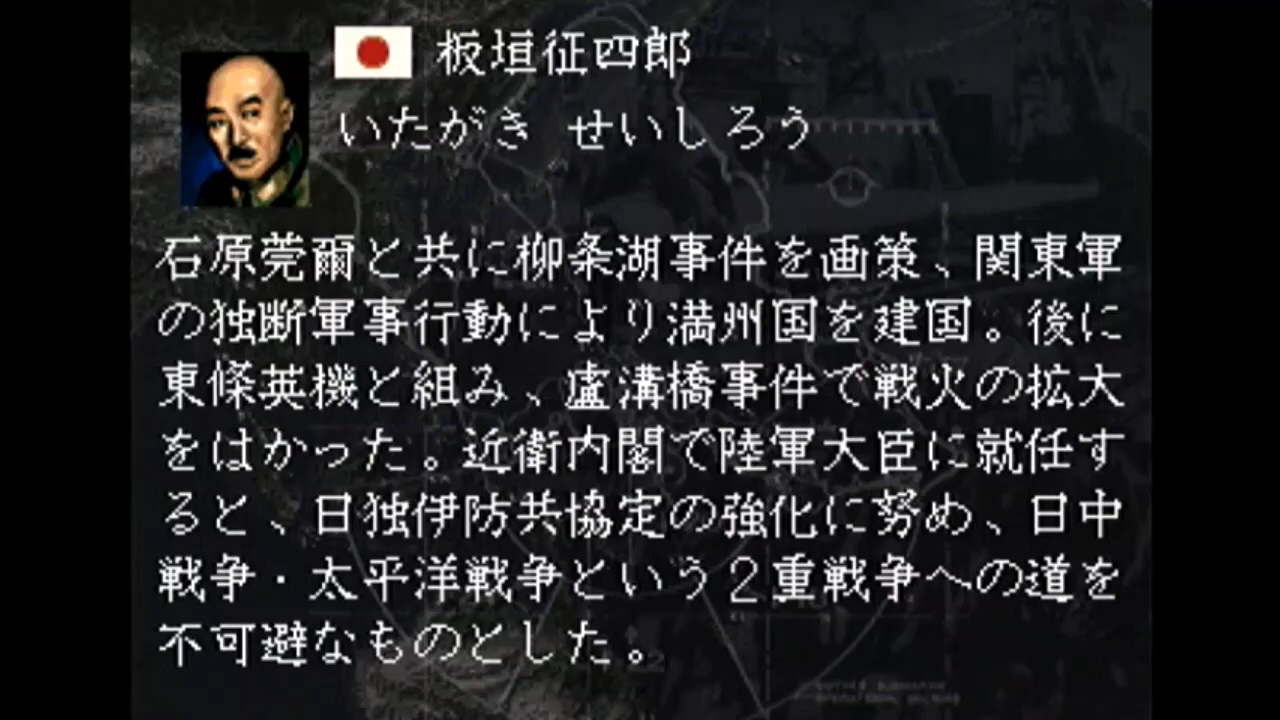 板垣征四郎
いたがき せいしろう
石原莞爾と共に柳条湖事件を画策、関東軍
の独断軍事行動により満州国を建国。後に
東條英機と組み、盧溝橋事件で戦火の拡大
をはかった。近衛内閣で陸軍大臣に就任す
ると、日独伊防共協定の強化に努め、日中
戦争・太平洋戦争という2重戦争への道を
不可避なものとした。